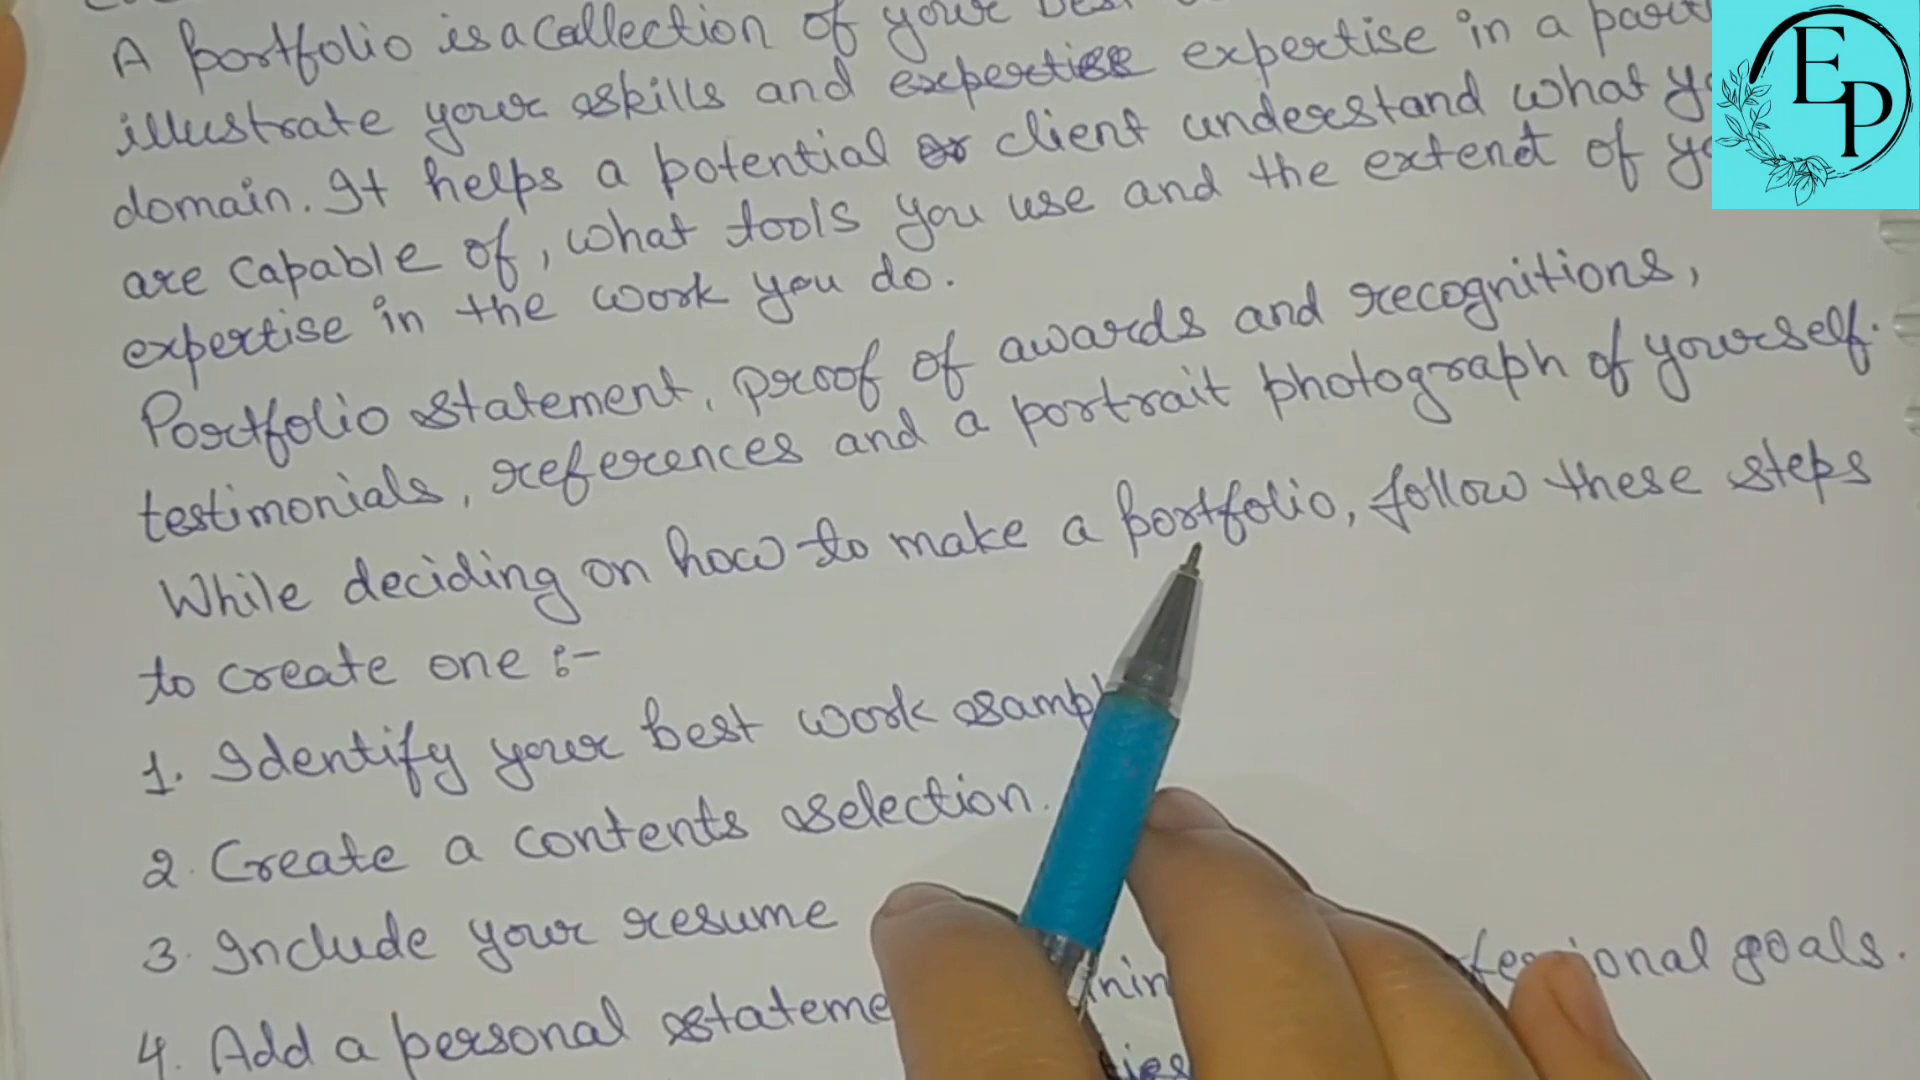 A portfolio is a collection of your best
illustrate your skills and expertise expertise in a
domain. It helps a potential or client understand what
are capable of, what tools you use and the extent of
expertise in the work you do.
Portfolio statement, proof of awards and recognitions,
testimonials, references and a portrait photograph of yourself.
While deciding on how to make a portfolio, follow these steps
to create one :-
1. Identify your best work
2. Create a contents selection.
3. Include your resume
4. Add a personal goals.
EP